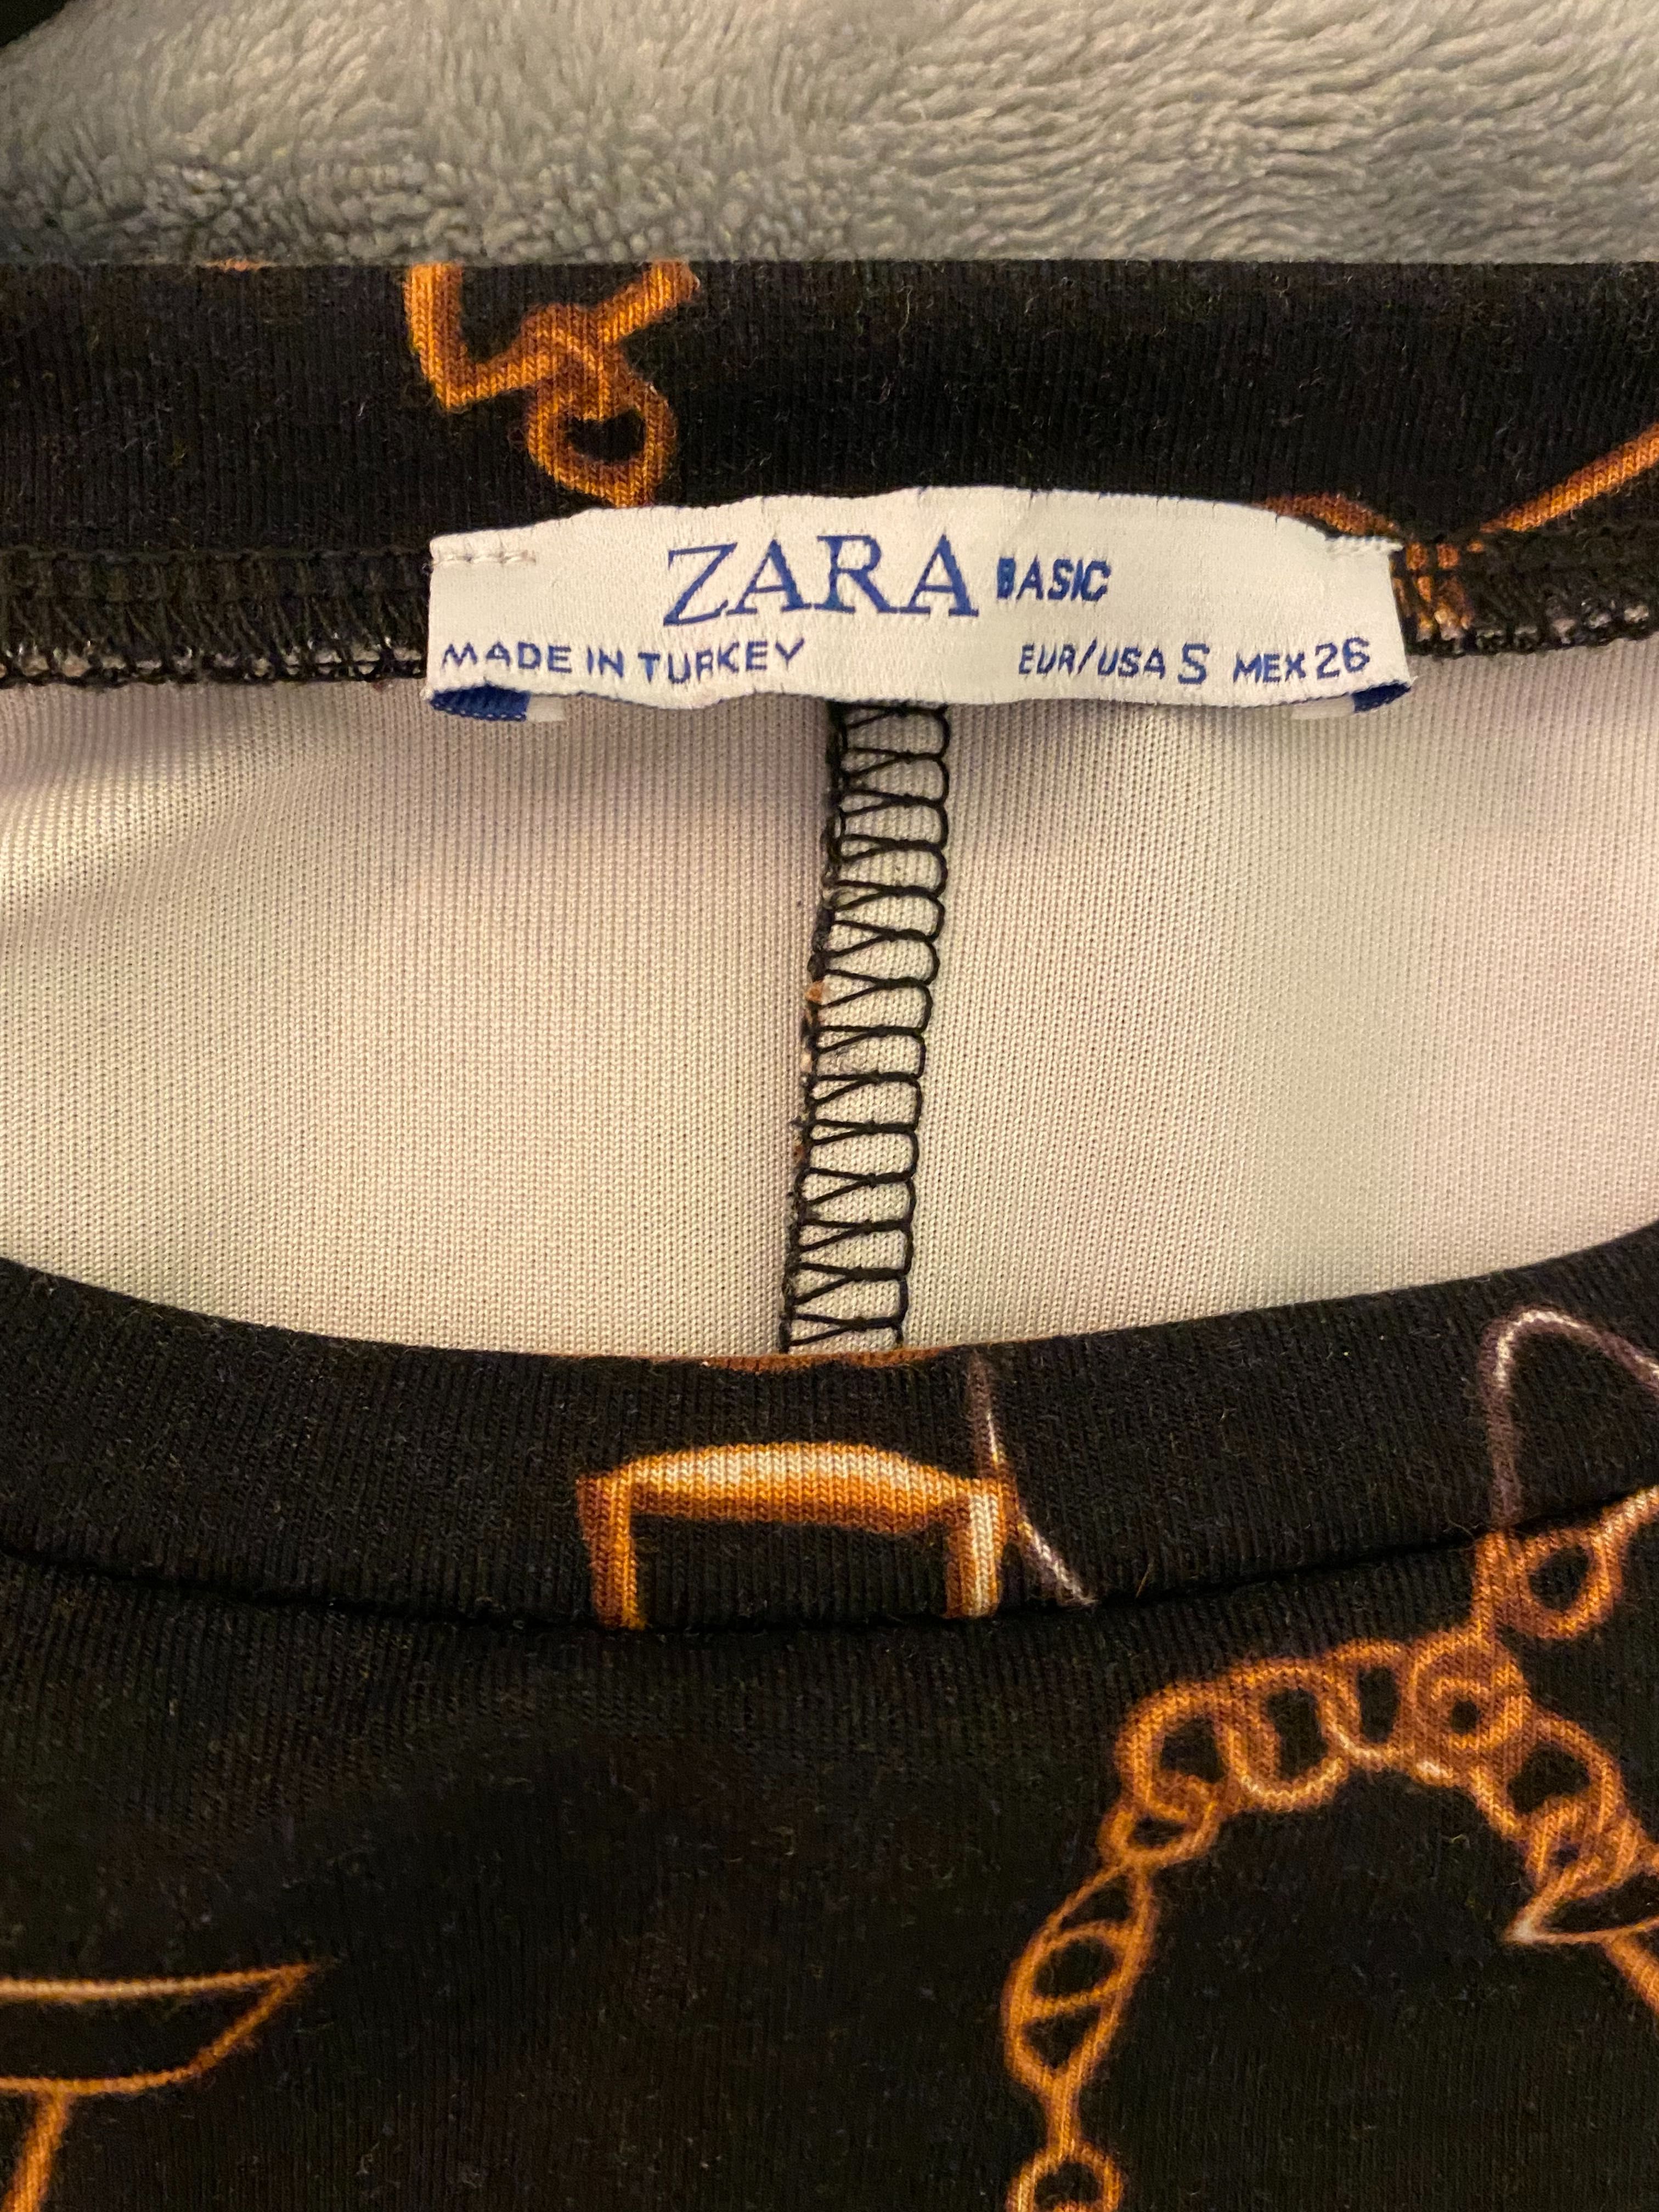 ZARA BASIC
MADE IN TURKEY EUR/USA S MEX 26